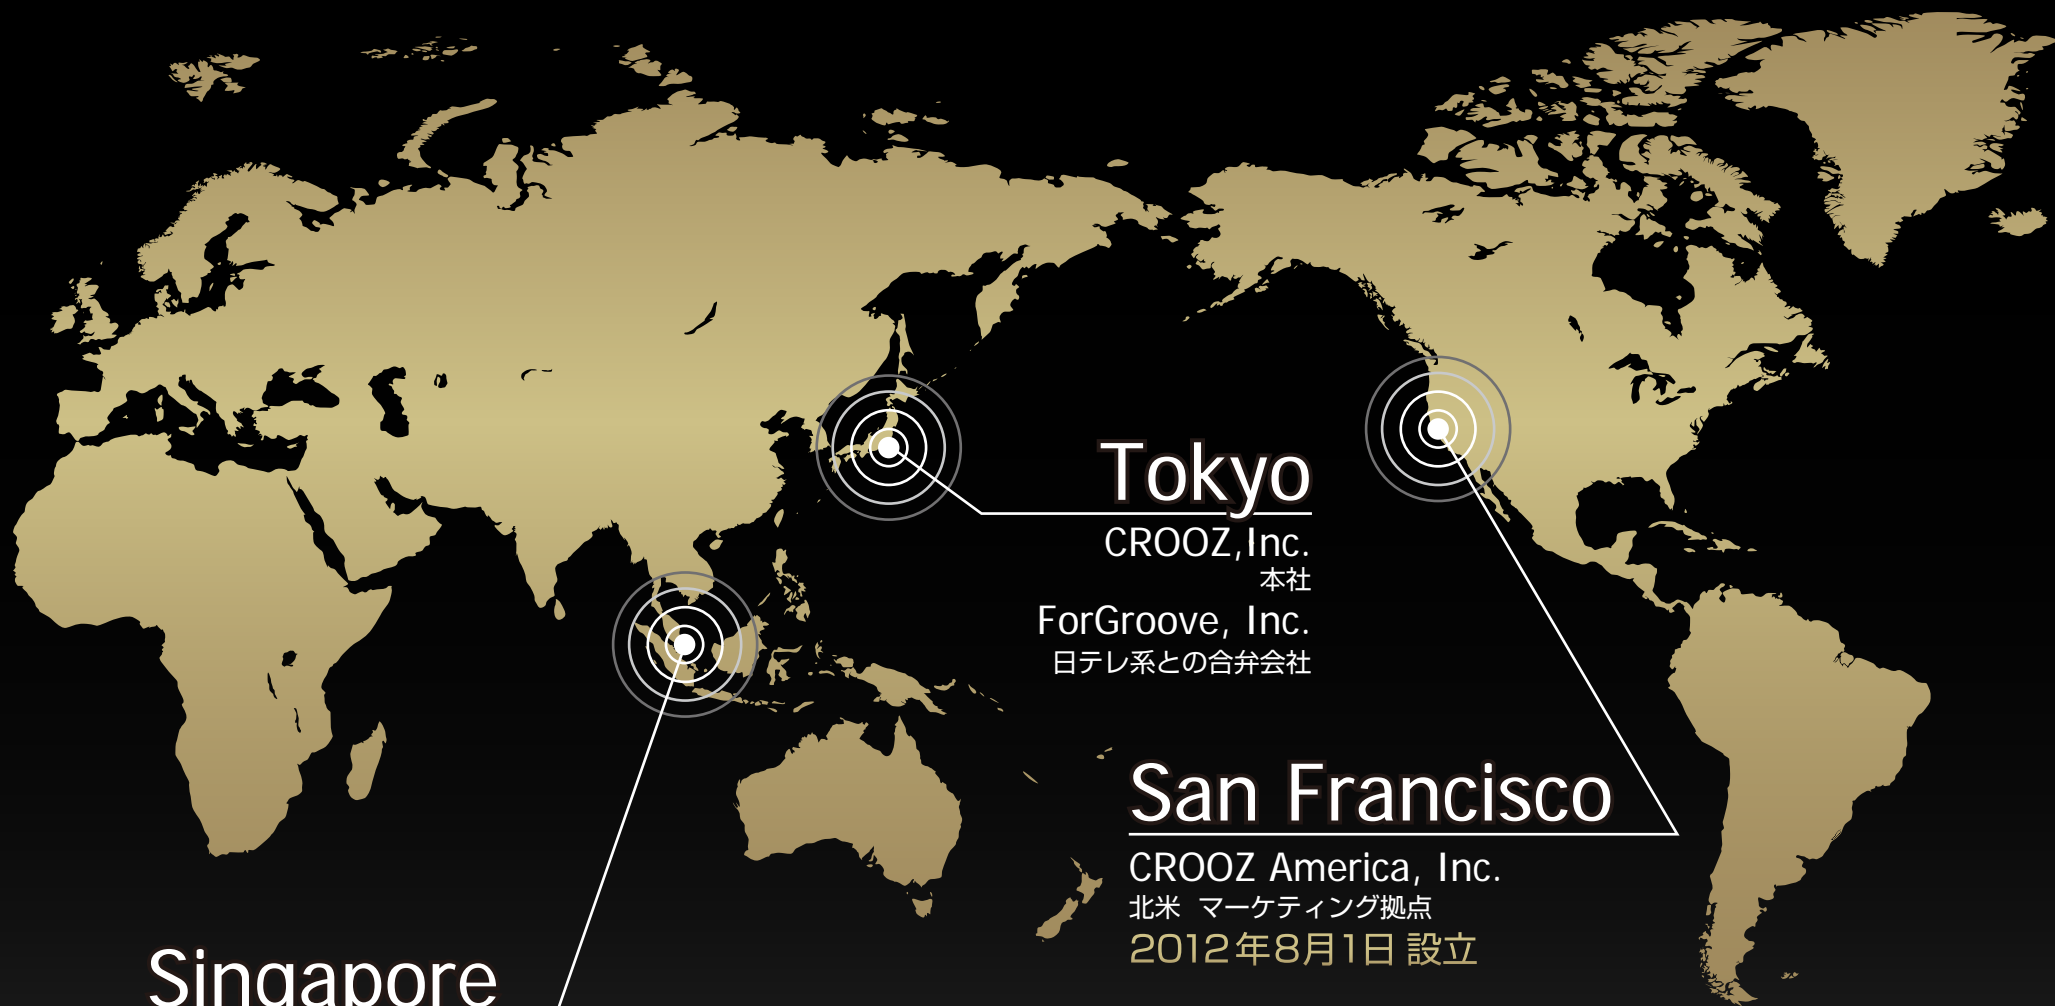 Tokyo
CROOZ,Inc.
本社
ForGroove, Inc.
日テレ系との合弁会社
San Francisco
CROOZ America, Inc.
北米 マーケティング拠点
2012年8月1日 設立
Singapore